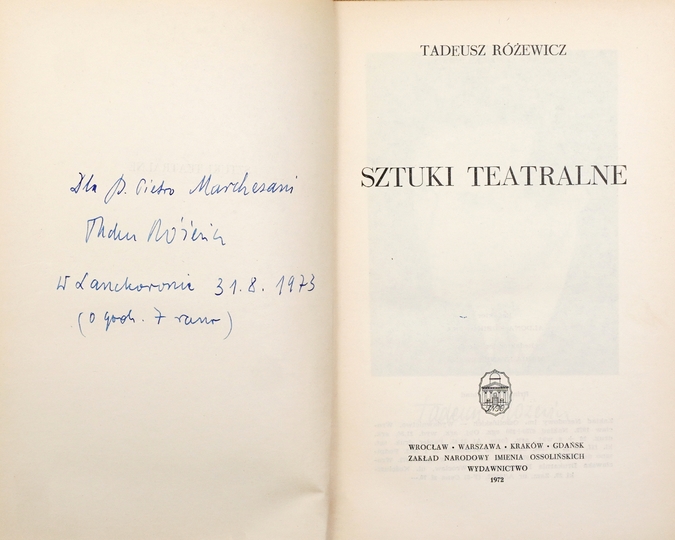 Dla P. Pietro Marchesani
Tadeusz Różewicz
W Lanckoronie 31.8.1973
(o godz. 7 rano)
TADEUSZ RÓŻEWICZ
SZTUKI TEATRALNE
WROCŁAW • WARSZAWA • KRAKÓW • GDAŃSK
ZAKŁAD NARODOWY IMIENIA OSSOLIŃSKICH
WYDAWNICTWO
1972